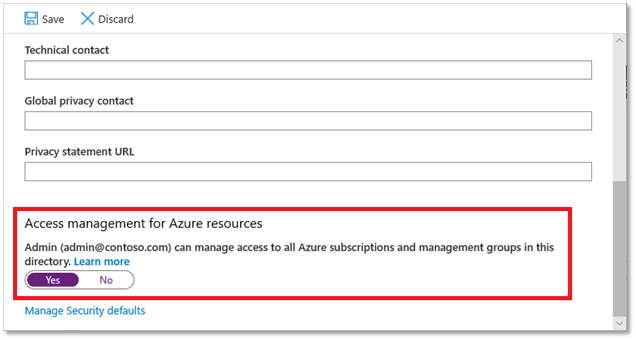 Save Discard
Technical contact
Global privacy contact
Privacy statement URL
Access management for Azure resources
Admin (admin@contoso.com) can manage access to all Azure subscriptions and management groups in this
directory. Learn more
Yes No
Manage Security defaults